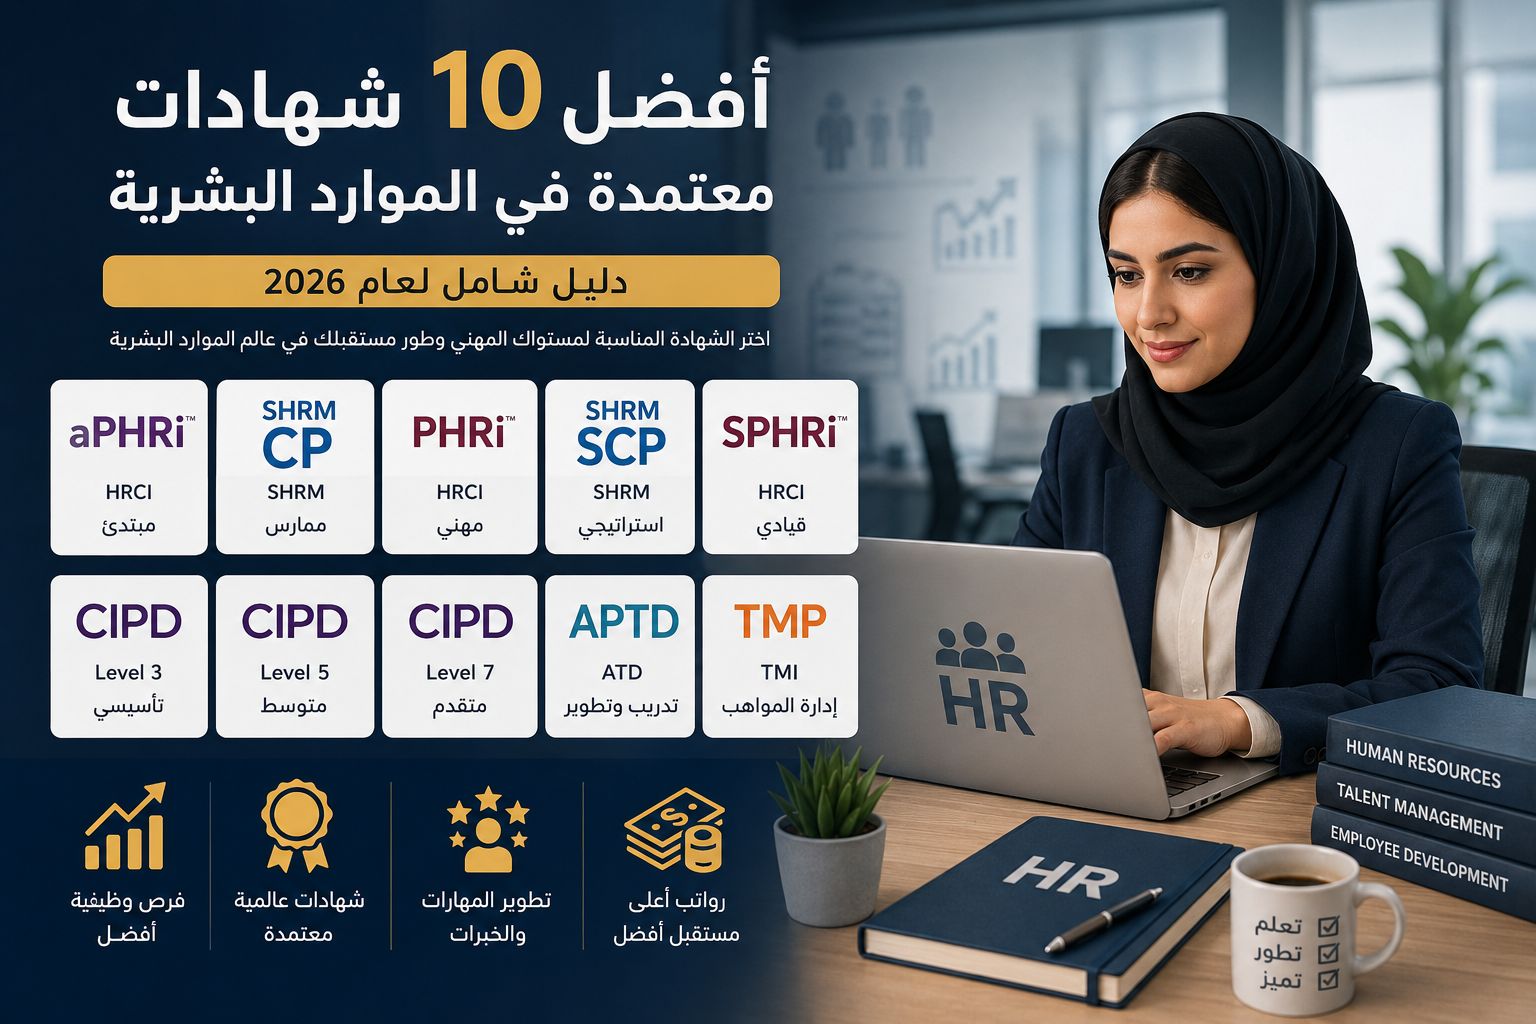 أفضل 10 شهادات
معتمدة في الموارد البشرية
دليل شامل لعام 2026
اختر الشهادة المناسبة لمستواك المهني وطور مستقبلك في عالم الموارد البشرية
aPHRi™
HRCI
مبتدئ
SHRM
CP
SHRM
ممارس
PHRi™
HRCI
مهني
SHRM
SCP
SHRM
استراتيجي
SPHRi™
HRCI
قيادي
CIPD
Level 3
تأسيسي
CIPD
Level 5
متوسط
CIPD
Level 7
متقدم
APTD
ATD
تدريب وتطوير
TMP
TMI
إدارة المواهب
فرص وظيفية
أفضل
شهادات عالمية
معتمدة
تطوير المهارات
والخبرات
رواتب أعلى
مستقبل أفضل
HR
HUMAN RESOURCES
TALENT MANAGEMENT
EMPLOYEE DEVELOPMENT
HR
تعلم
تطور
تميز